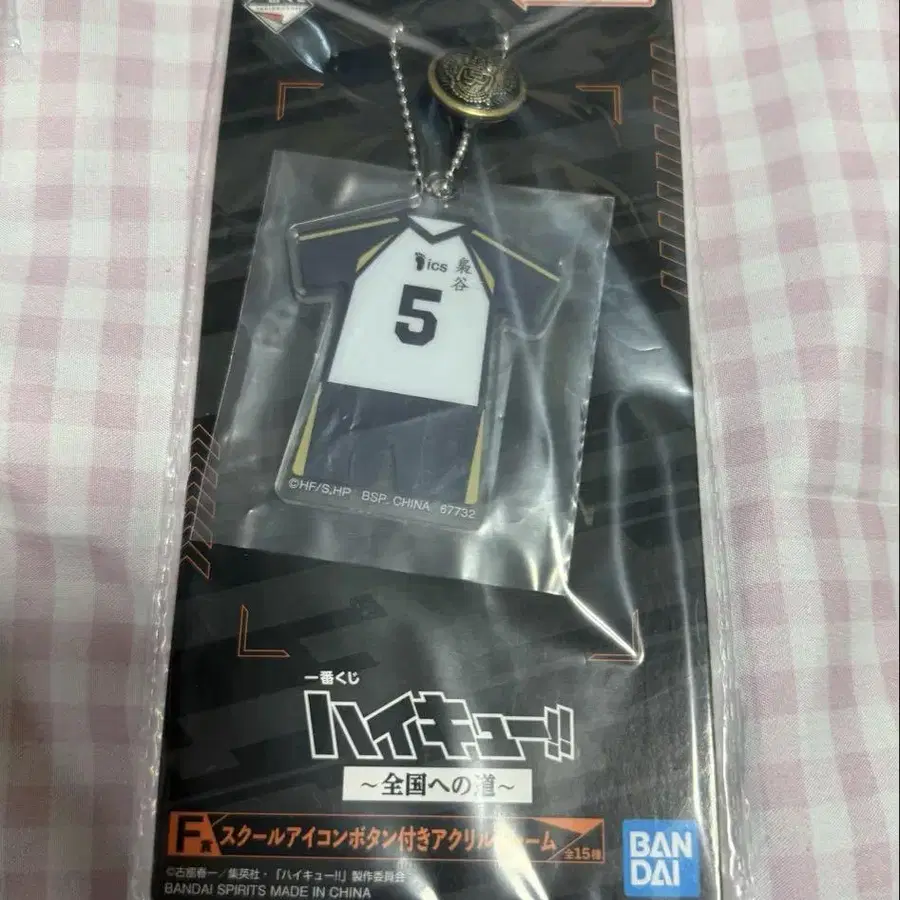 ics 梟谷
5
©HF/S,HP BSP CHINA 67732
一番くじ
ハイキュー!!
～全国への道～
F賞 スクールアイコンボタン付きアクリルチャーム 全15種
©古舘春一／集英社・「ハイキュー!!」製作委員会
BANDAI SPIRITS MADE IN CHINA
BAN
DAI